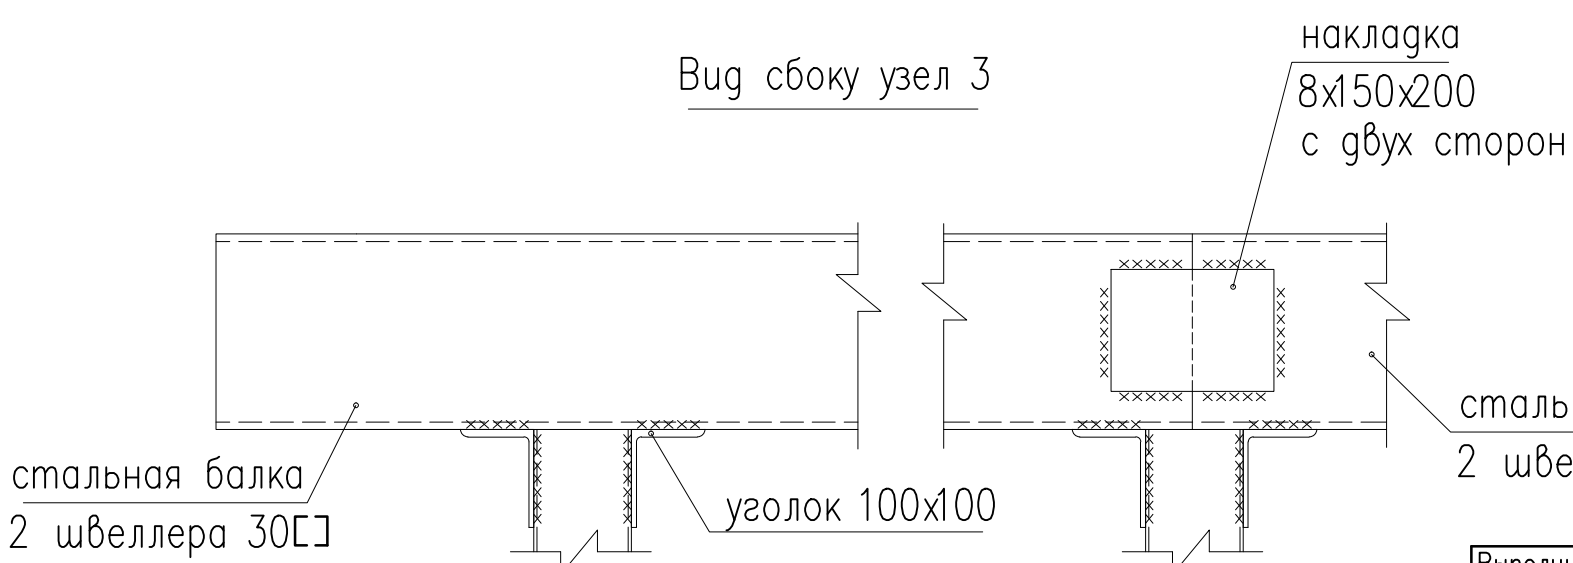 Вид сбоку узел 3
накладка
8х150х200
с двух сторон
стальная балка
2 швеллера 30[]
уголок 100х100
сталь
2 шве